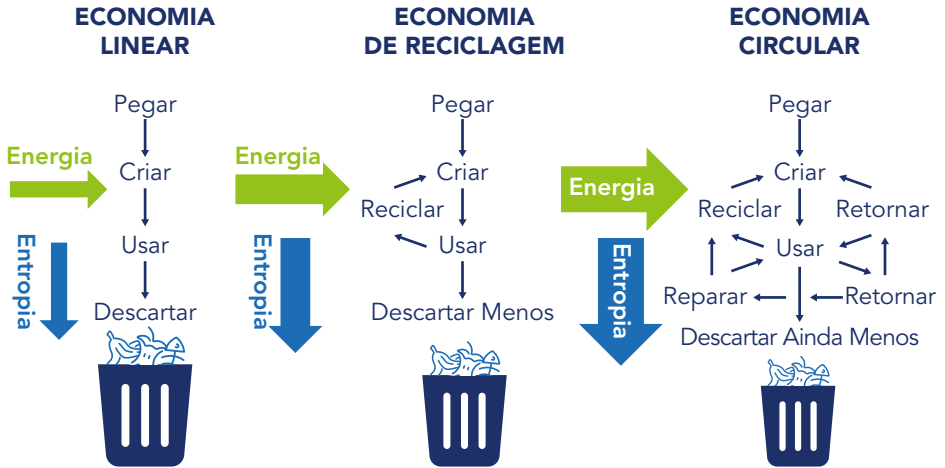 ECONOMIA
LINEAR
Pegar
Energia
Criar
Usar
Entropia
Descartar
ECONOMIA
DE RECICLAGEM
Pegar
Energia
Criar
Reciclar
Usar
Entropia
Descartar Menos
ECONOMIA
CIRCULAR
Pegar
Energia
Criar
Reciclar
Retornar
Usar
Entropia
Reparar
Retornar
Descartar Ainda Menos